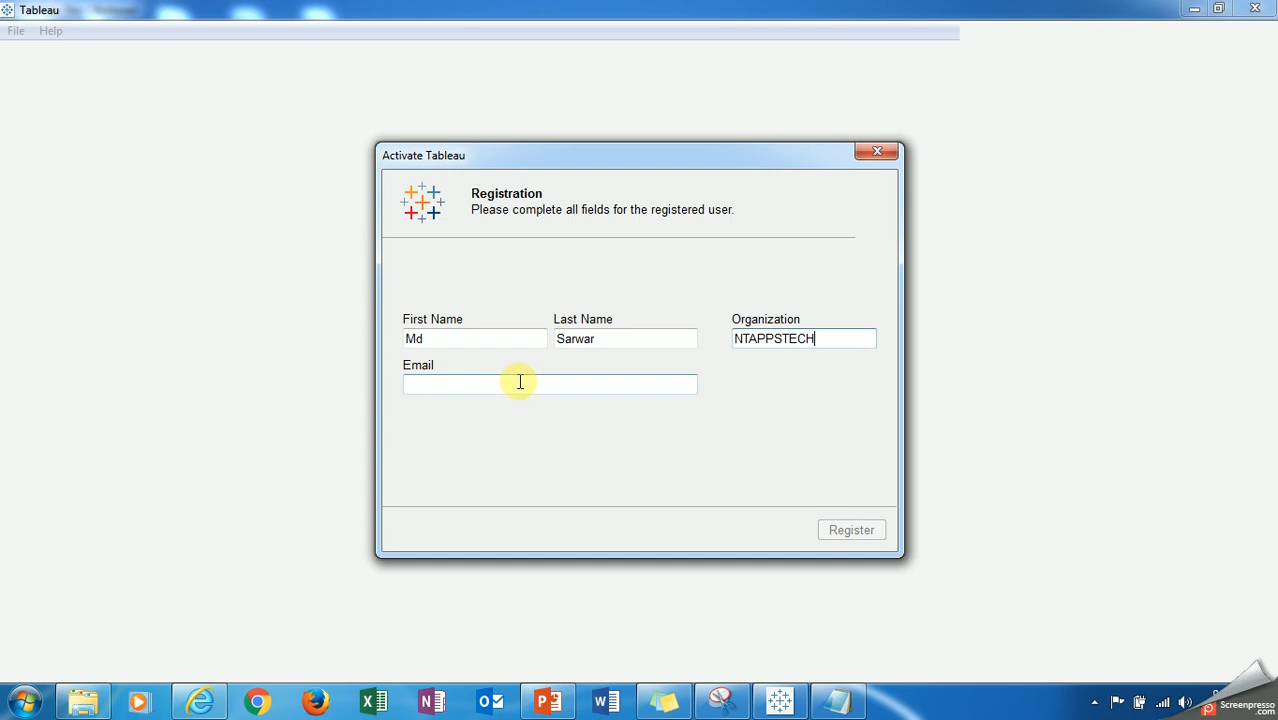 Tableau
File Help
Activate Tableau
Registration
Please complete all fields for the registered user.
First Name Last Name Organization
Md Sarwar NTAPPSTECH
Email
Register
Screenpresso
.com